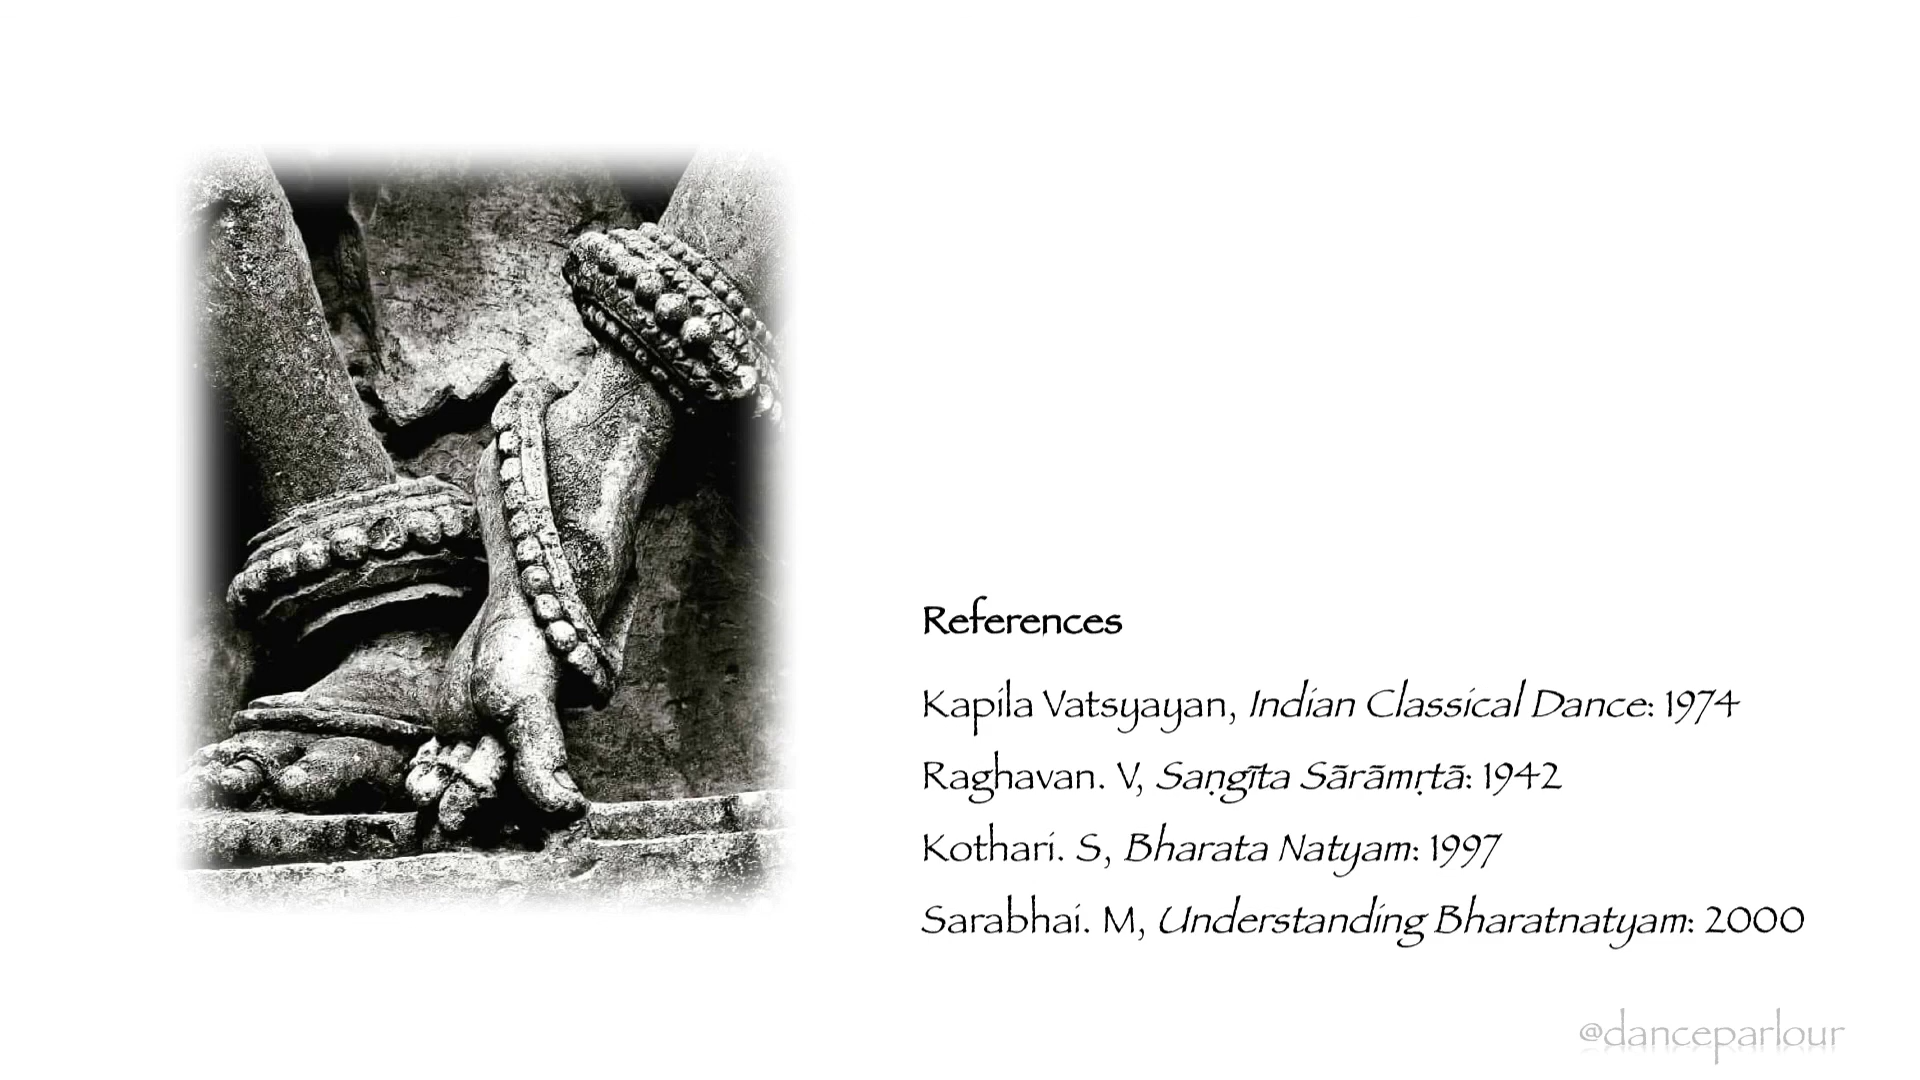 References
Kapila Vatsyayan, Indian Classical Dance: 1974
Raghavan. V, Saṇgīta Sārāmṛtā: 1942
Kothari. S, Bharata Natyam: 1997
Sarabhai. M, Understanding Bharatnatyam: 2000
@danceparlour